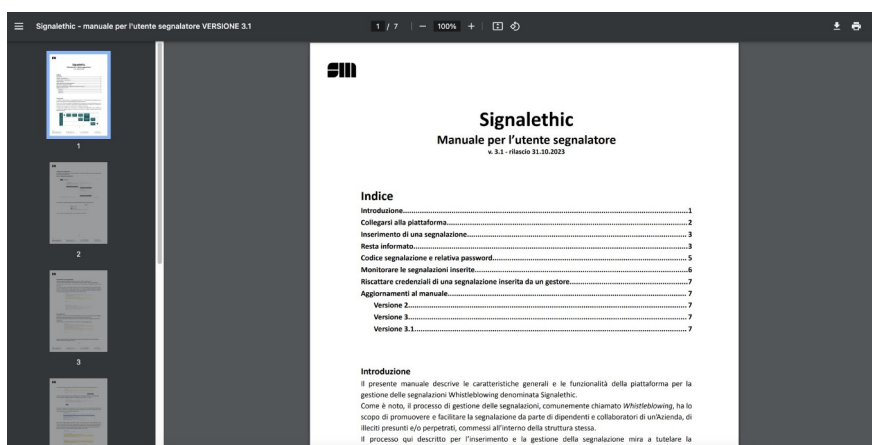 Signalethic - manuale per l'utente segnalatore VERSIONE 3.1
1 / 7 | − 100% +
1
2
3
Signalethic
Manuale per l'utente segnalatore
v. 3.1 - rilascio 31.10.2023
Indice
Introduzione 1
Collegarsi alla piattaforma 2
Inserimento di una segnalazione 3
Resta informato 3
Codice segnalazione e relativa password 5
Monitorare le segnalazioni inserite 6
Riscattare credenziali di una segnalazione inserita da un gestore 7
Aggiornamenti al manuale 7
Versione 2 7
Versione 3 7
Versione 3.1 7
Introduzione
Il presente manuale descrive le caratteristiche generali e le funzionalità della piattaforma per la
gestione delle segnalazioni Whistleblowing denominata Signalethic.
Come è noto, il processo di gestione delle segnalazioni, comunemente chiamato Whistleblowing, ha lo
scopo di promuovere e facilitare la segnalazione da parte di dipendenti e collaboratori di un'Azienda, di
illeciti presunti e/o perpetrati, commessi all'interno della struttura stessa.
Il processo qui descritto per l'inserimento e la gestione della segnalazione mira a tutelare la